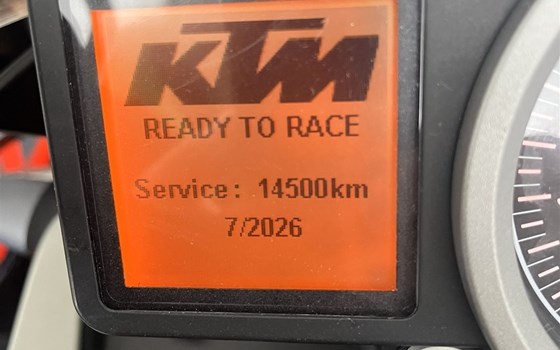 KTM
READY TO RACE
Service: 14500km
7/2026